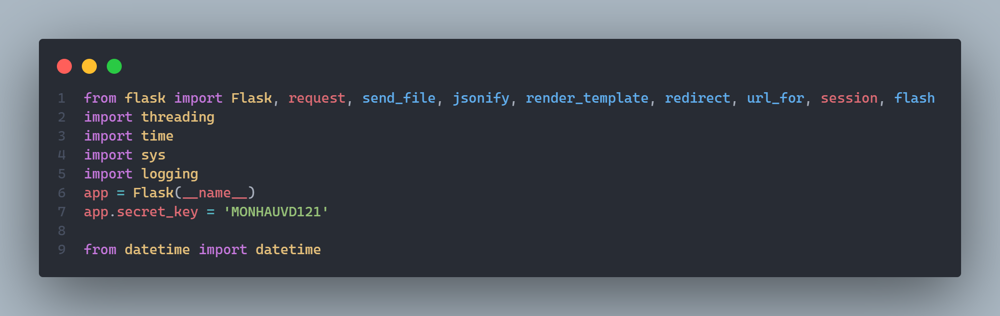 1 from flask import Flask, request, send_file, jsonify, render_template, redirect, url_for, session, flash
2 import threading
3 import time
4 import sys
5 import logging
6 app = Flask(__name__)
7 app.secret_key = 'MONHAUVD121'
8
9 from datetime import datetime